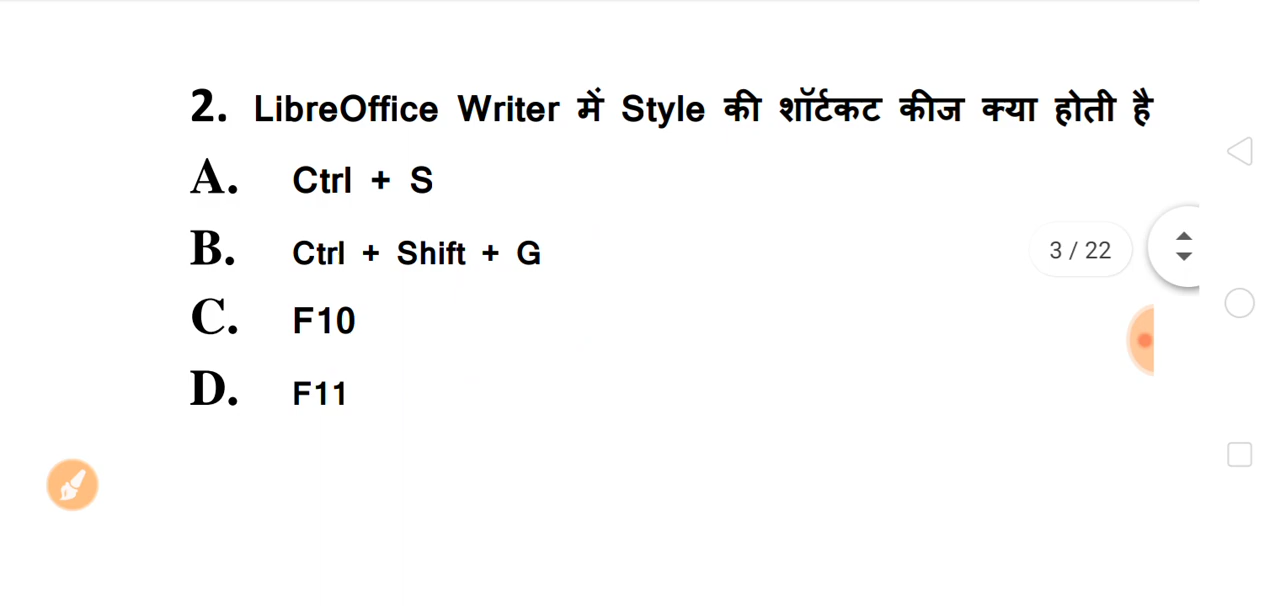 2. LibreOffice Writer में Style की शॉर्टकट कीज क्या होती है
A. Ctrl + S
B. Ctrl + Shift + G
3 / 22
C. F10
D. F11